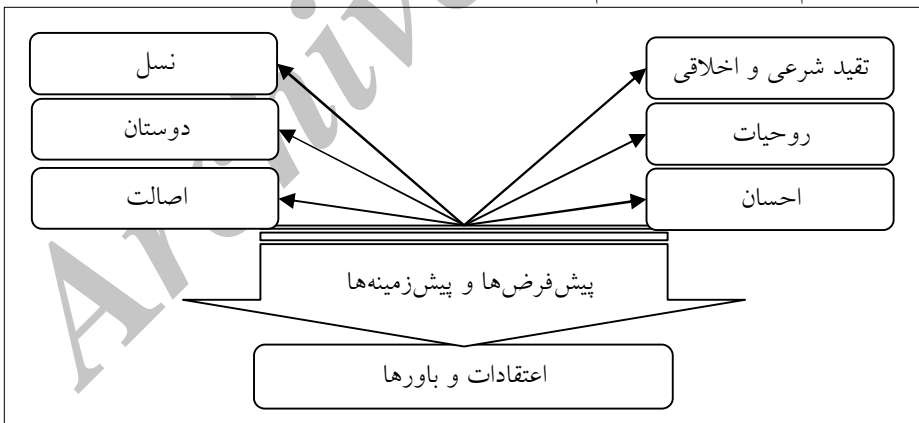 تقید شرعی و اخلاقی
نسل
روحیات
دوستان
احسان
اصالت
پیش‌فرض‌ها و پیش‌زمینه‌ها
اعتقادات و باورها